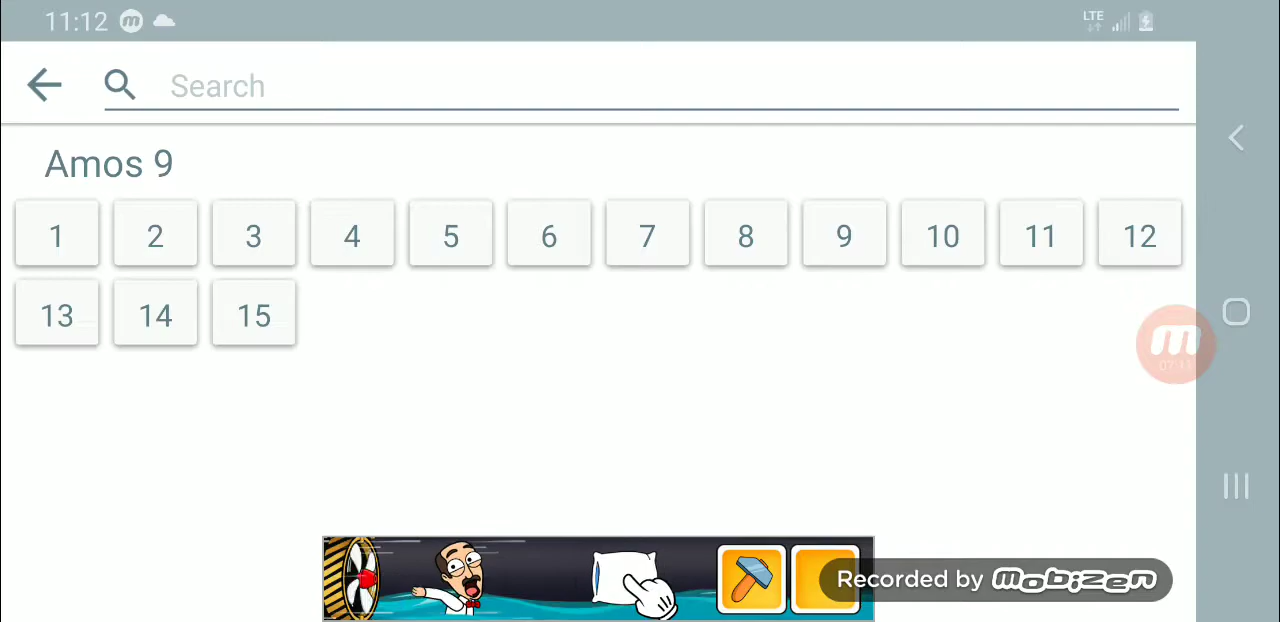 11:12 m LTE
Search
Amos 9
1 2 3 4 5 6 7 8 9 10 11 12
13 14 15
m
Recorded by mobizen